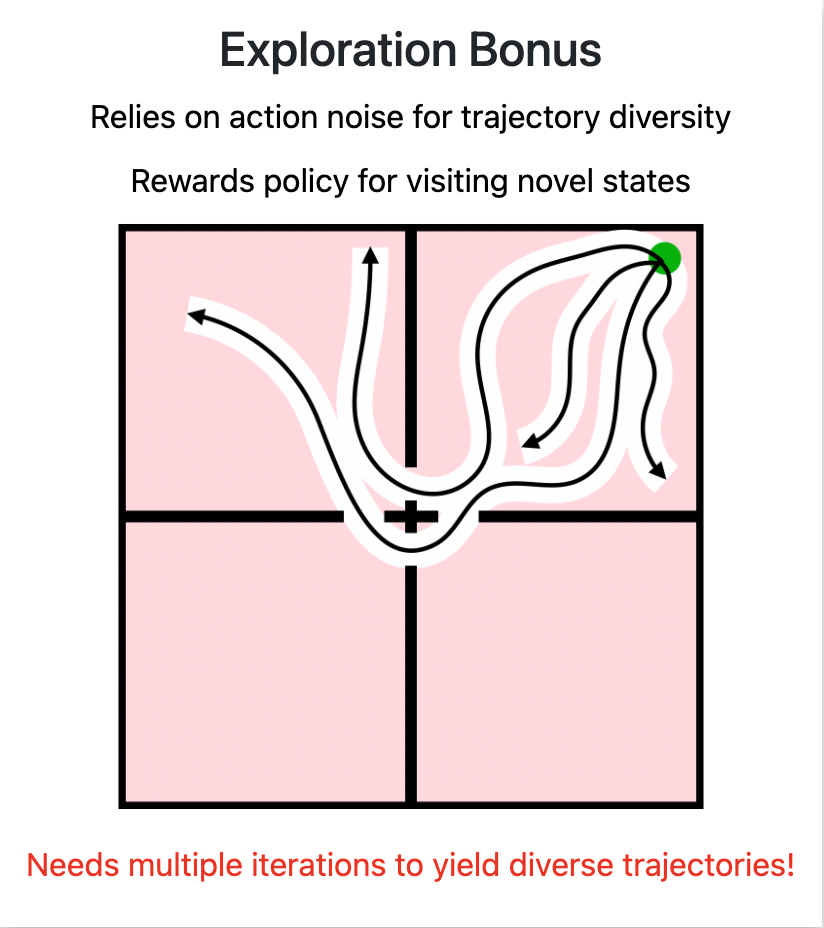 Exploration Bonus
Relies on action noise for trajectory diversity
Rewards policy for visiting novel states
Needs multiple iterations to yield diverse trajectories!